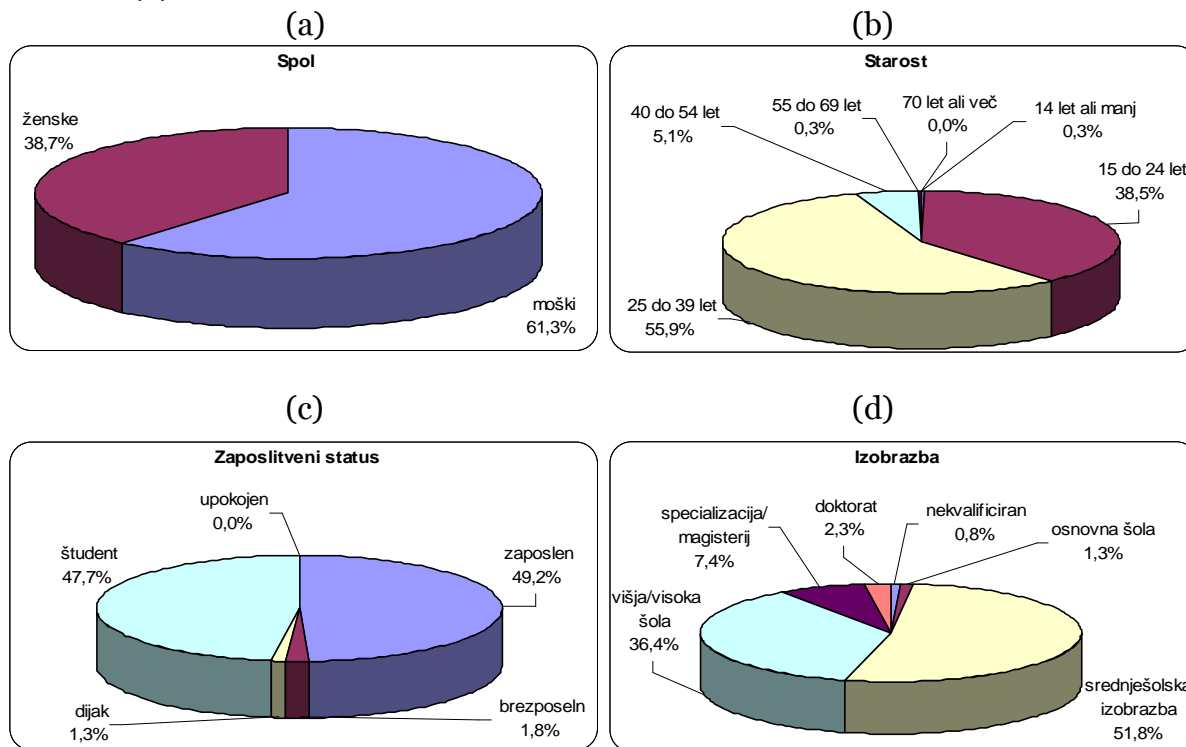 (a)
Spol
ženske
38,7%
moški
61,3%
(b)
Starost
40 do 54 let
5,1%
55 do 69 let
0,3%
70 let ali več
0,0%
14 let ali manj
0,3%
15 do 24 let
38,5%
25 do 39 let
55,9%
(c)
Zaposlitveni status
upokojen
0,0%
študent
47,7%
zaposlen
49,2%
dijak
1,3%
brezposeln
1,8%
(d)
Izobrazba
specializacija/
magisterij
7,4%
doktorat
2,3%
nekvalificiran
0,8%
osnovna šola
1,3%
višja/visoka
šola
36,4%
srednješolska
izobrazba
51,8%